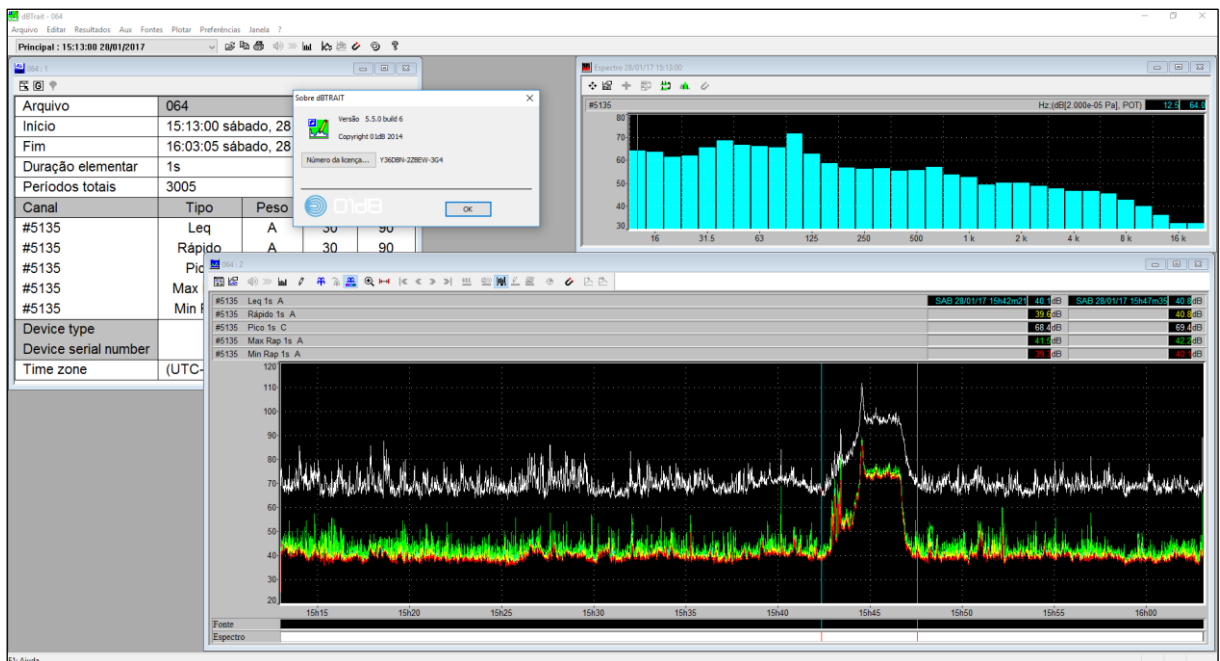 dBTrait - 064
Arquivo Editar Resultados Aux Fontes Plotar Preferências Janela ?
Principal : 15:13:00 28/01/2017
064: 1
Arquivo 064
Início 15:13:00 sábado, 28
Fim 16:03:05 sábado, 28
Duração elementar 1s
Períodos totais 3005
Canal Tipo Peso
#5135 Leq A 30 90
#5135 Rápido A 30 90
#5135 Pic
#5135 Max
#5135 Min
Device type
Device serial number
Time zone (UTC-
Sobre dBTRAIT
Versão 5.5.0 build 6
Copyright 01dB 2014
Número da licença...
01dB
OK
Espectro 28/01/17 15:13:00
#5135 Hz;(dB[2.000e-05 Pa], POT) 12.5 64.0
80
70
60
50
40
30
16 31.5 63 125 250 500 1 k 2 k 4 k 8 k 16 k
064 : 2
#5135 Leq 1s A SAB 28/01/17 15h42m21 40.1 dB SAB 28/01/17 15h47m35 40.8 dB
#5135 Rápido 1s A 39.6 dB 40.8 dB
#5135 Pico 1s C 68.4 dB 69.4 dB
#5135 Max Rap 1s A 41.5 dB 42.2 dB
#5135 Min Rap 1s A 39.3 dB 40.1 dB
120
110
100
90
80
70
60
50
40
30
20
15h15 15h20 15h25 15h30 15h35 15h40 15h45 15h50 15h55 16h00
Fonte
Espectro
F1: Ajuda